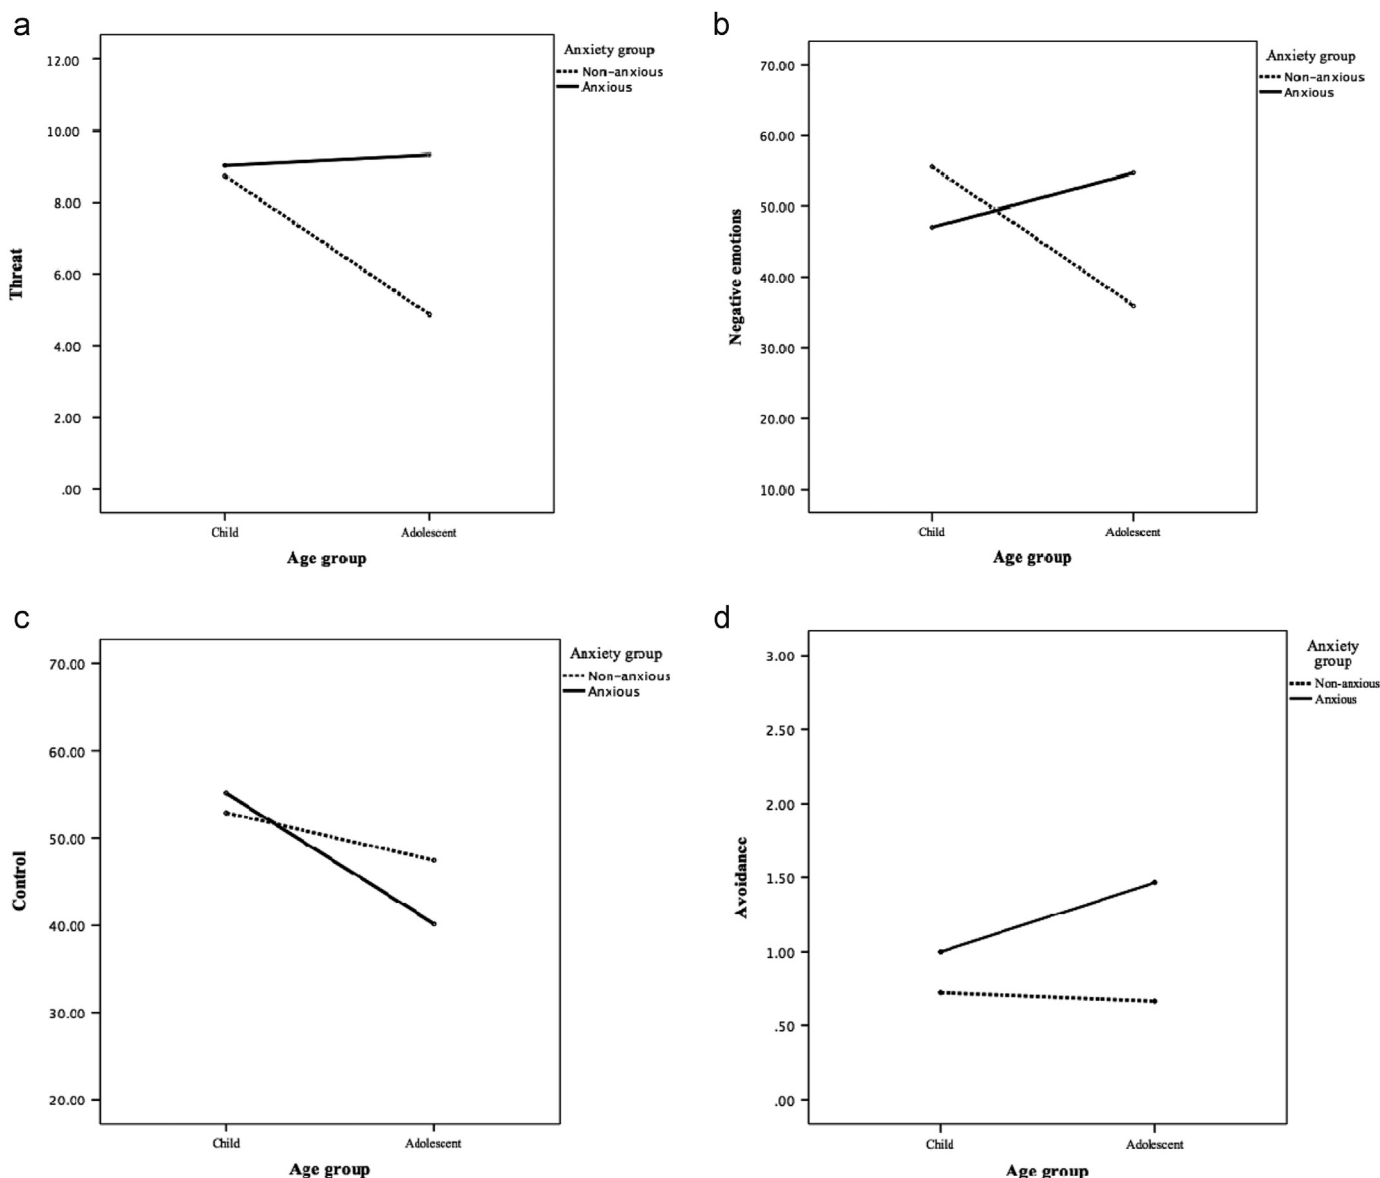 a
Anxiety group
Non-anxious
Anxious
12.00
10.00
8.00
6.00
4.00
2.00
.00
Threat
Child
Adolescent
Age group
b
Anxiety group
Non-anxious
Anxious
70.00
60.00
50.00
40.00
30.00
20.00
10.00
Negative emotions
Child
Adolescent
Age group
c
Anxiety group
Non-anxious
Anxious
70.00
60.00
50.00
40.00
30.00
20.00
Control
Child
Adolescent
Age group
d
Anxiety
group
Non-anxious
Anxious
3.00
2.50
2.00
1.50
1.00
.50
.00
Avoidance
Child
Adolescent
Age group